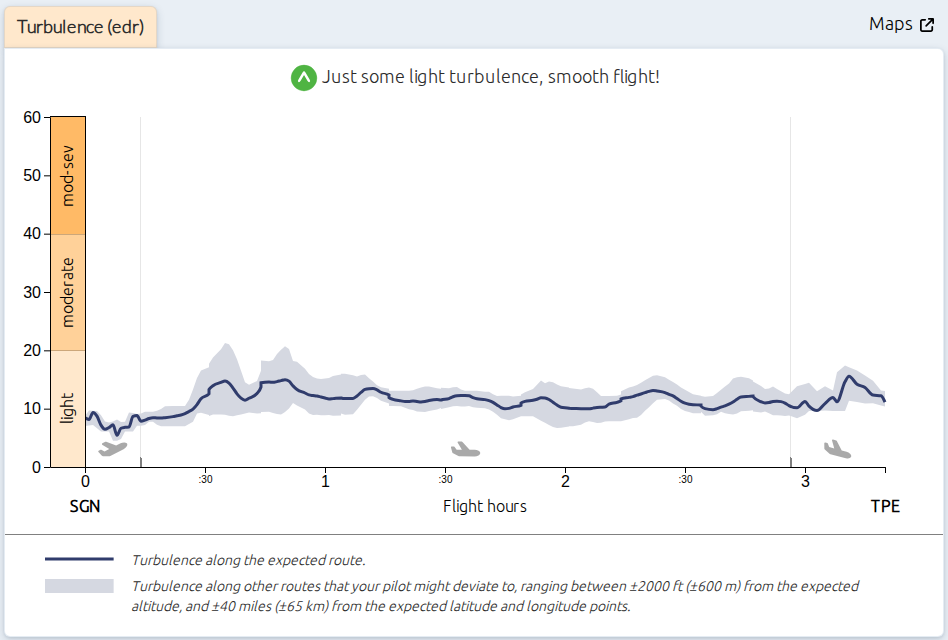 Turbulence (edr)
Maps
Just some light turbulence, smooth flight!
60
50
40
30
20
10
0
mod-sev
moderate
light
0
:30
1
:30
2
:30
3
SGN
Flight hours
TPE
Turbulence along the expected route.
Turbulence along other routes that your pilot might deviate to, ranging between ±2000 ft (±600 m) from the expected
altitude, and ±40 miles (±65 km) from the expected latitude and longitude points.